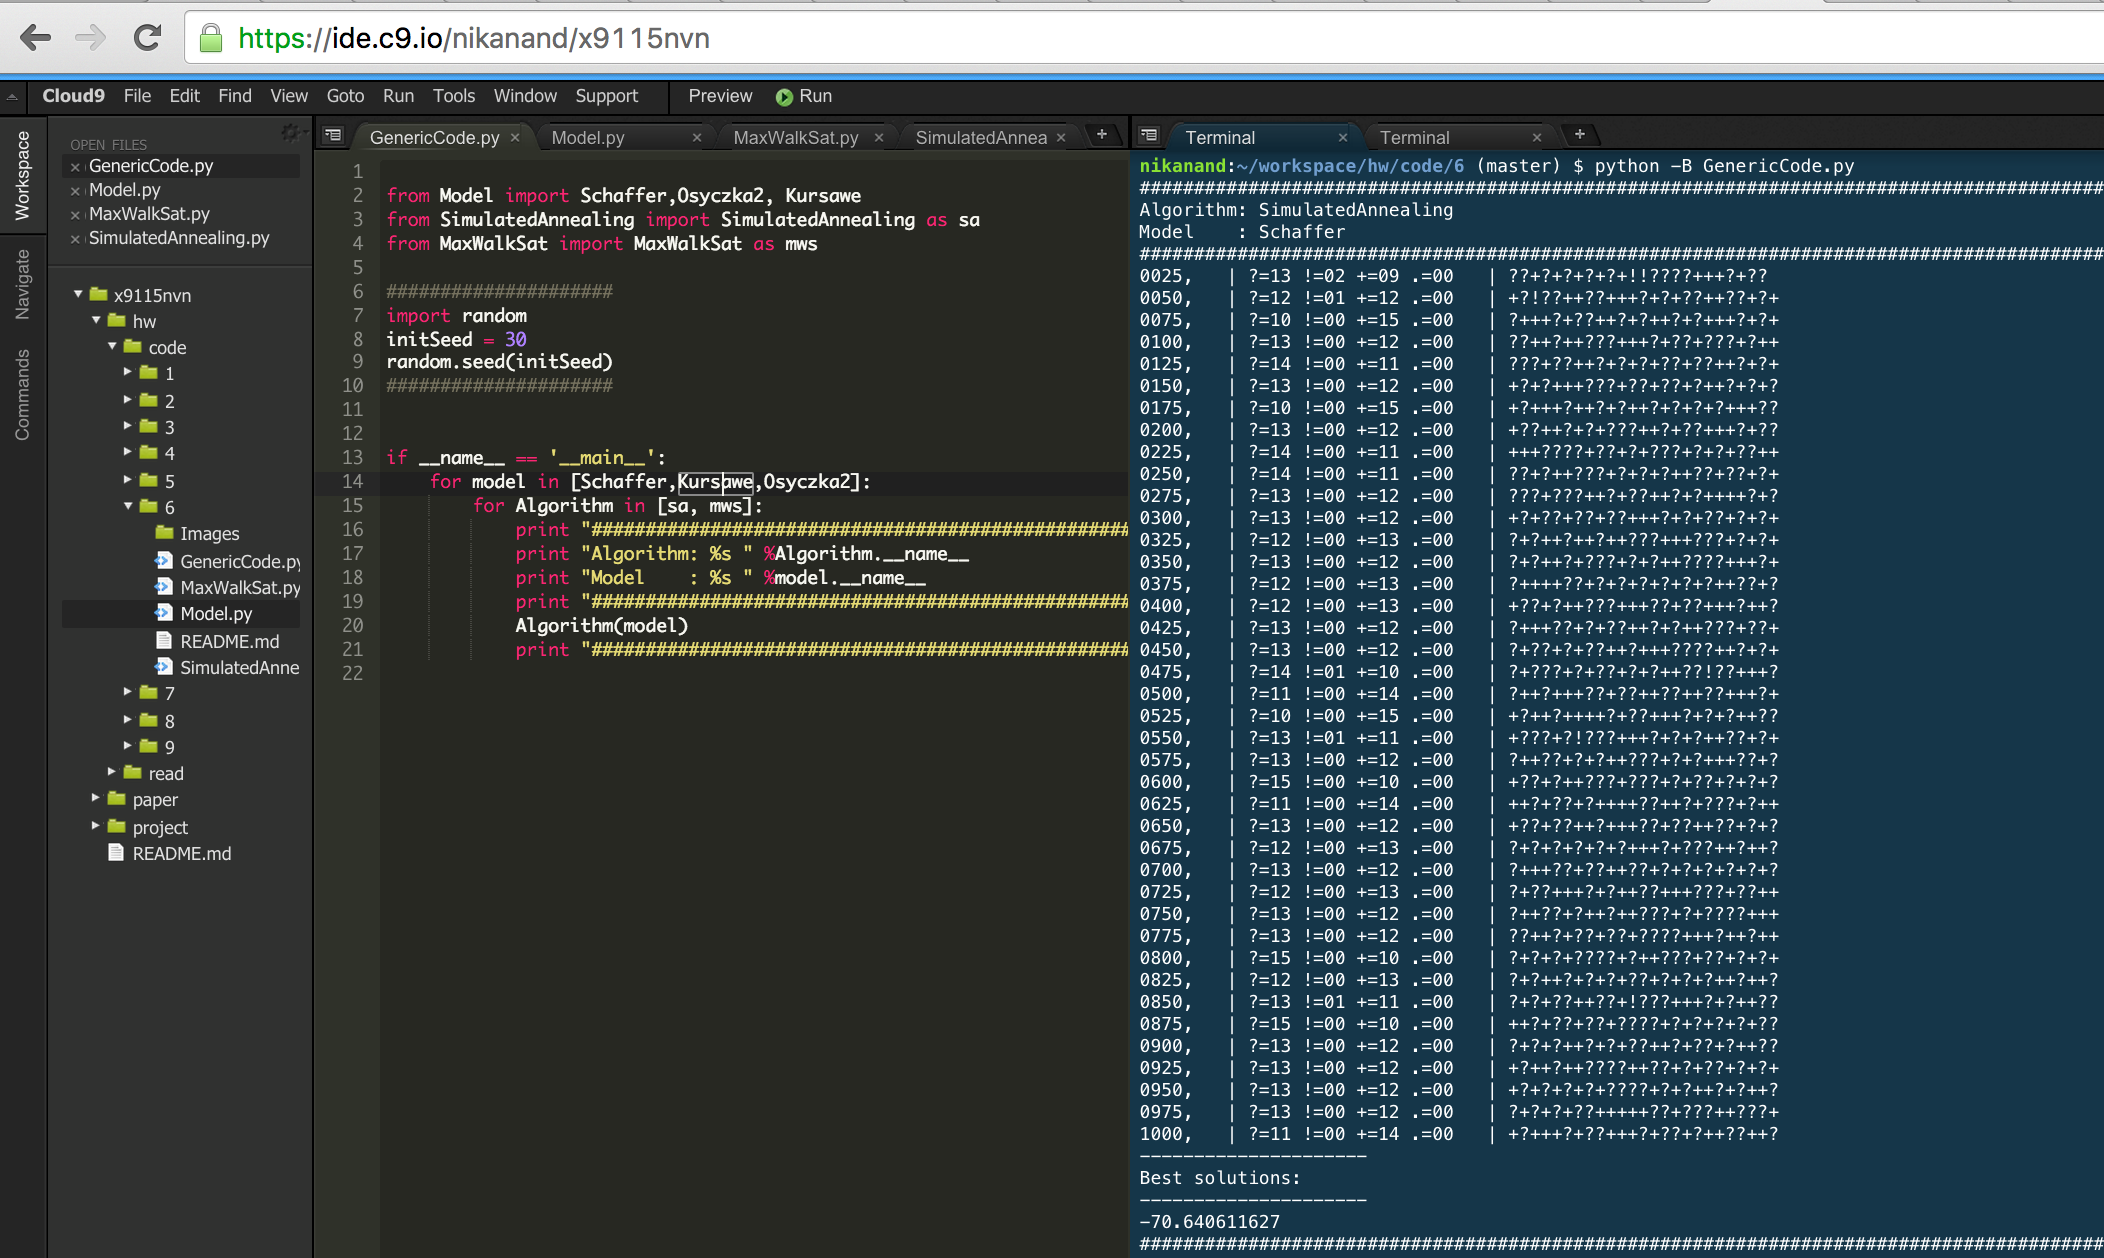 https://ide.c9.io/nikanand/x9115nvn
Cloud9 File Edit Find View Goto Run Tools Window Support Preview Run
Workspace
Navigate
Commands
OPEN FILES
GenericCode.py
Model.py
MaxWalkSat.py
SimulatedAnnealing.py
x9115nvn
hw
code
1
2
3
4
5
6
Images
GenericCode.py
MaxWalkSat.py
Model.py
README.md
SimulatedAnne
7
8
9
read
paper
project
README.md
GenericCode.py × Model.py × MaxWalkSat.py × SimulatedAnnea × +
1
2 from Model import Schaffer,Osyczka2, Kursawe
3 from SimulatedAnnealing import SimulatedAnnealing as sa
4 from MaxWalkSat import MaxWalkSat as mws
5
6 #####################
7 import random
8 initSeed = 30
9 random.seed(initSeed)
10 #####################
11
12
13 if __name__ == '__main__':
14 for model in [Schaffer,Kursawe,Osyczka2]:
15 for Algorithm in [sa, mws]:
16 print "##################################################
17 print "Algorithm: %s " %Algorithm.__name__
18 print "Model    : %s " %model.__name__
19 print "##################################################
20 Algorithm(model)
21 print "##################################################
22
Terminal × Terminal × +
nikanand:~/workspace/hw/code/6 (master) $ python -B GenericCode.py
#########################################################################################
Algorithm: SimulatedAnnealing
Model    : Schaffer
#########################################################################################
0025,   | ?=13 !=02 +=09 .=00   | ??+?+?+?+?+!!????+++?+??
0050,   | ?=12 !=01 +=12 .=00   | +?!??++??+++?+?+??++??+?+
0075,   | ?=10 !=00 +=15 .=00   | ?+++?+??++?+?++?+?+++?+?+
0100,   | ?=13 !=00 +=12 .=00   | ??++?++???+++??+???+???+?++
0125,   | ?=14 !=00 +=11 .=00   | ???+??++?+?+???+??++?+?+?
0150,   | ?=13 !=00 +=12 .=00   | +?+?+++???+??+??+?++?+?+?
0175,   | ?=10 !=00 +=15 .=00   | +?+++?++?+?++?+?+?+?+++??
0200,   | ?=13 !=00 +=12 .=00   | +??++?+?+???++?+??+++?+??
0225,   | ?=14 !=00 +=11 .=00   | +++????+?+??+?++???+?+?+?
0250,   | ?=14 !=00 +=11 .=00   | ??+?++???+?+??+?++???+?++
0275,   | ?=13 !=00 +=12 .=00   | ?+???+++?+??++?+?++++?+??
0300,   | ?=13 !=00 +=12 .=00   | +?+?+??++???+++?+??+?+?+
0325,   | ?=12 !=00 +=13 .=00   | ?++?+?++??++???+++???+?+?+
0350,   | ?=13 !=00 +=12 .=00   | ?+?++?++???+?++????+++?+
0375,   | ?=12 !=00 +=13 .=00   | ?++++??+?+?+?+??++??+++??
0400,   | ?=12 !=00 +=13 .=00   | +??+?++???+++??+??+++?++?
0425,   | ?=13 !=00 +=12 .=00   | ?+++??+?+??++?++???+??+
0450,   | ?=13 !=00 +=12 .=00   | ?+??++?+??++????+++?+?+?+
0475,   | ?=14 !=01 +=10 .=00   | ?+???+?+??+?+?++??!??+++?
0500,   | ?=11 !=00 +=14 .=00   | ?++?+++??+??++??++??+++?+
0525,   | ?=10 !=00 +=15 .=00   | +?++?++++?+??+++?+?+?++??
0550,   | ?=13 !=01 +=11 .=00   | +???+?!???+++?+?+?++??+?+
0575,   | ?=13 !=00 +=12 .=00   | ?++??+?+?++???+?+?+++??+?
0600,   | ?=15 !=00 +=10 .=00   | +??+?++???+???+?++??+?+?+?
0625,   | ?=11 !=00 +=14 .=00   | ++?+??+?++++??++?+???+?++
0650,   | ?=13 !=00 +=12 .=00   | +??+??++?+++??+??++??+?+?
0675,   | ?=12 !=00 +=13 .=00   | ?+?+?+?+?+++?+???++?++?
0700,   | ?=13 !=00 +=12 .=00   | ?+++??+??++??+?+?+?+?+?+?
0725,   | ?=12 !=00 +=13 .=00   | ?+??+++?+?++??+++???+??++
0750,   | ?=13 !=00 +=12 .=00   | ?++??+?++?++???+?+????+++
0775,   | ?=13 !=00 +=12 .=00   | ??++?+??++??+????+++?++?++
0800,   | ?=15 !=00 +=10 .=00   | ?+?+?+????+?++???+??+?+?+
0825,   | ?=12 !=00 +=13 .=00   | ?+?++?+?+?+??+?+?+?++?++?
0850,   | ?=13 !=01 +=11 .=00   | ?+?+??++??+!???+++?+?++??
0875,   | ?=15 !=00 +=10 .=00   | ++?+??+??+????+?+?+?+?+??
0900,   | ?=13 !=00 +=12 .=00   | ?+?+?++?+?+??++??+?+?++??
0925,   | ?=13 !=00 +=12 .=00   | +?++?++????++??+?+??+?+?+
0950,   | ?=13 !=00 +=12 .=00   | +?+?+?+?+????+?+?++?+?++?
0975,   | ?=13 !=00 +=12 .=00   | ?+?+?+??+++++??+???++???+
1000,   | ?=11 !=00 +=14 .=00   | +?+++?+??+++?+??+?++??++?
---------------------
Best solutions:
---------------------
-70.640611627
#########################################################################################